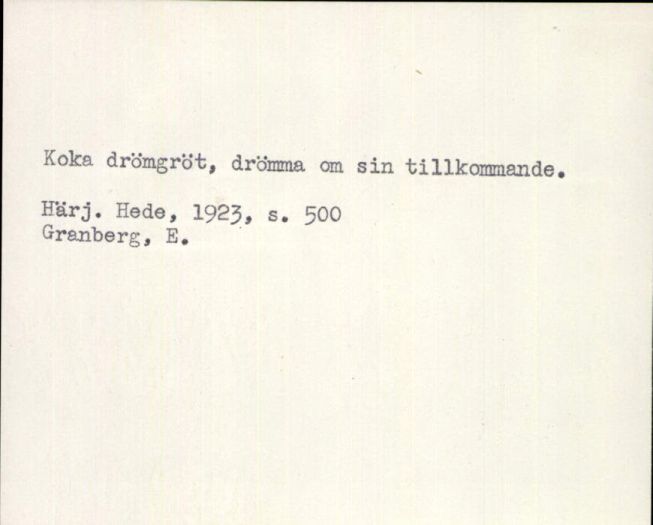 Koka drömgröt, drömma om sin tillkommande.
Härj. Hede, 1923, s. 500
Granberg, E.